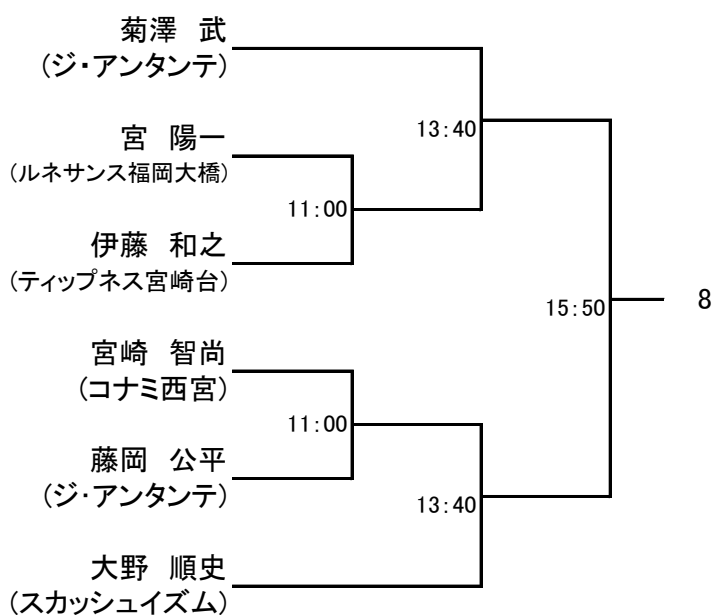 菊澤 武
(ジ・アンタンテ)
13:40
宮 陽一
(ルネサンス福岡大橋)
11:00
伊藤 和之
(ティップネス宮崎台)
15:50
8
宮崎 智尚
(コナミ西宮)
11:00
藤岡 公平
(ジ・アンタンテ)
13:40
大野 順史
(スカッシュイズム)